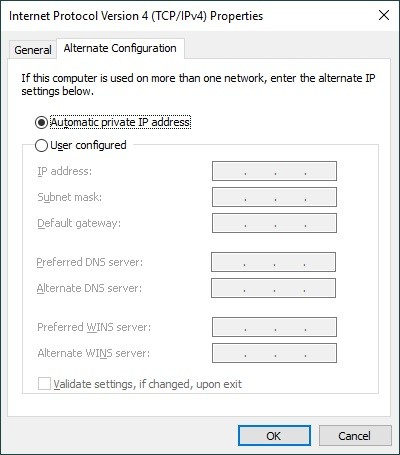 Internet Protocol Version 4 (TCP/IPv4) Properties
General
Alternate Configuration
If this computer is used on more than one network, enter the alternate IP
settings below.
Automatic private IP address
User configured
IP address:
. . .
Subnet mask:
. . .
Default gateway:
. . .
Preferred DNS server:
. . .
Alternate DNS server:
. . .
Preferred WINS server:
. . .
Alternate WINS server:
. . .
Validate settings, if changed, upon exit
OK
Cancel